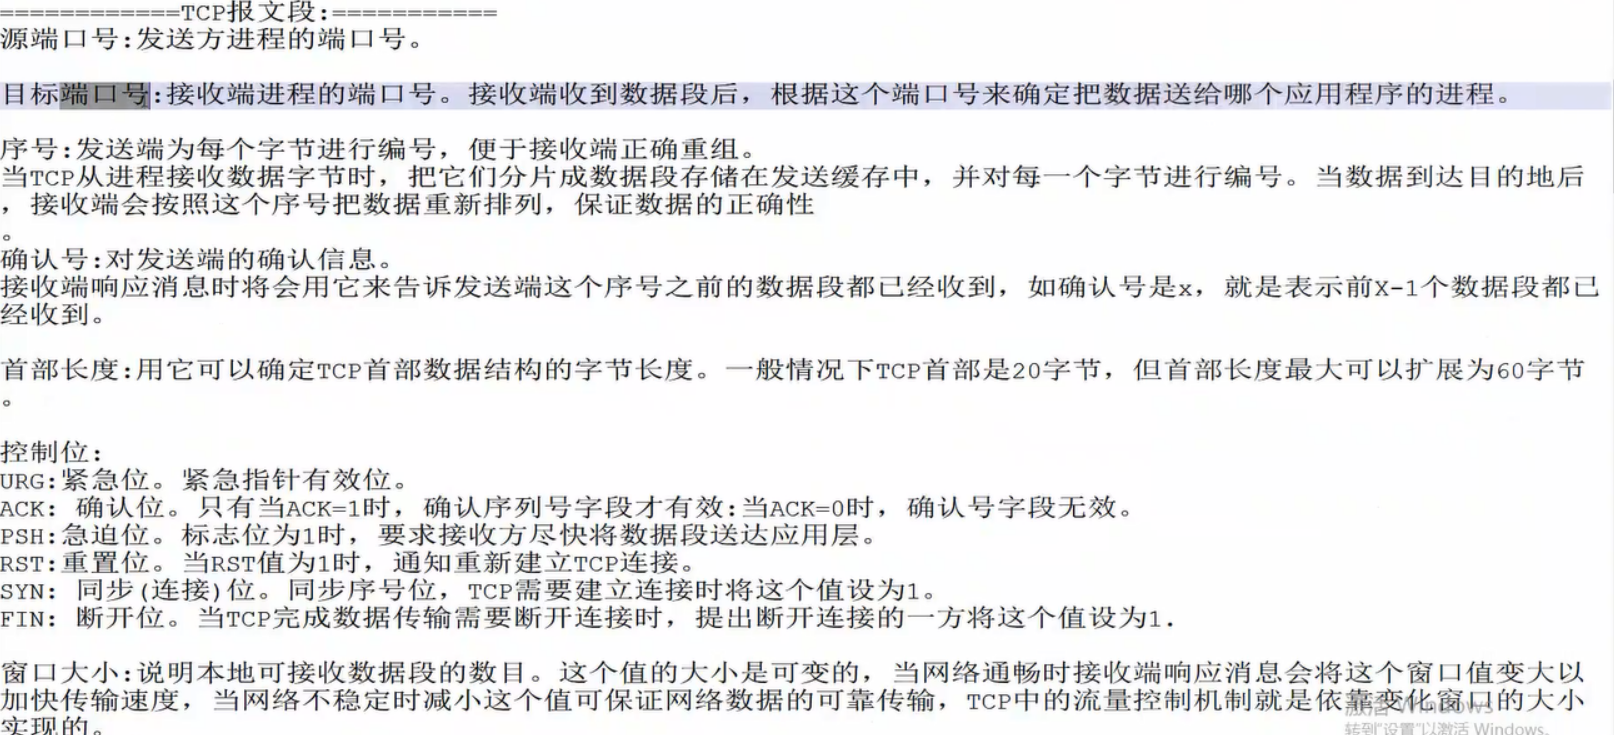 ============TCP报文段:===========
源端口号:发送方进程的端口号。
目标端口号:接收端进程的端口号。接收端收到数据段后，根据这个端口号来确定把数据送给哪个应用程序的进程。
序号:发送端为每个字节进行编号，便于接收端正确重组。
当TCP从进程接收数据字节时，把它们分片成数据段存储在发送缓存中，并对每一个字节进行编号。当数据到达目的地后
，接收端会按照这个序号把数据重新排列，保证数据的正确性
。
确认号:对发送端的确认信息。
接收端响应消息时将会用它来告诉发送端这个序号之前的数据段都已经收到，如确认号是x，就是表示前X-1个数据段都已
经收到。
首部长度:用它可以确定TCP首部数据结构的字节长度。一般情况下TCP首部是20字节，但首部长度最大可以扩展为60字节
。
控制位:
URG:紧急位。紧急指针有效位。
ACK: 确认位。只有当ACK=1时，确认序列号字段才有效:当ACK=0时，确认号字段无效。
PSH:急迫位。标志位为1时，要求接收方尽快将数据段送达应用层。
RST:重置位。当RST值为1时，通知重新建立TCP连接。
SYN: 同步(连接)位。同步序号位，TCP需要建立连接时将这个值设为1。
FIN: 断开位。当TCP完成数据传输需要断开连接时，提出断开连接的一方将这个值设为1.
窗口大小:说明本地可接收数据段的数目。这个值的大小是可变的，当网络通畅时接收端响应消息会将这个窗口值变大以
加快传输速度，当网络不稳定时减小这个值可保证网络数据的可靠传输，TCP中的流量控制机制就是依靠变化窗口的大小
实现的。
激活 Windows
转到"设置"以激活 Windows。